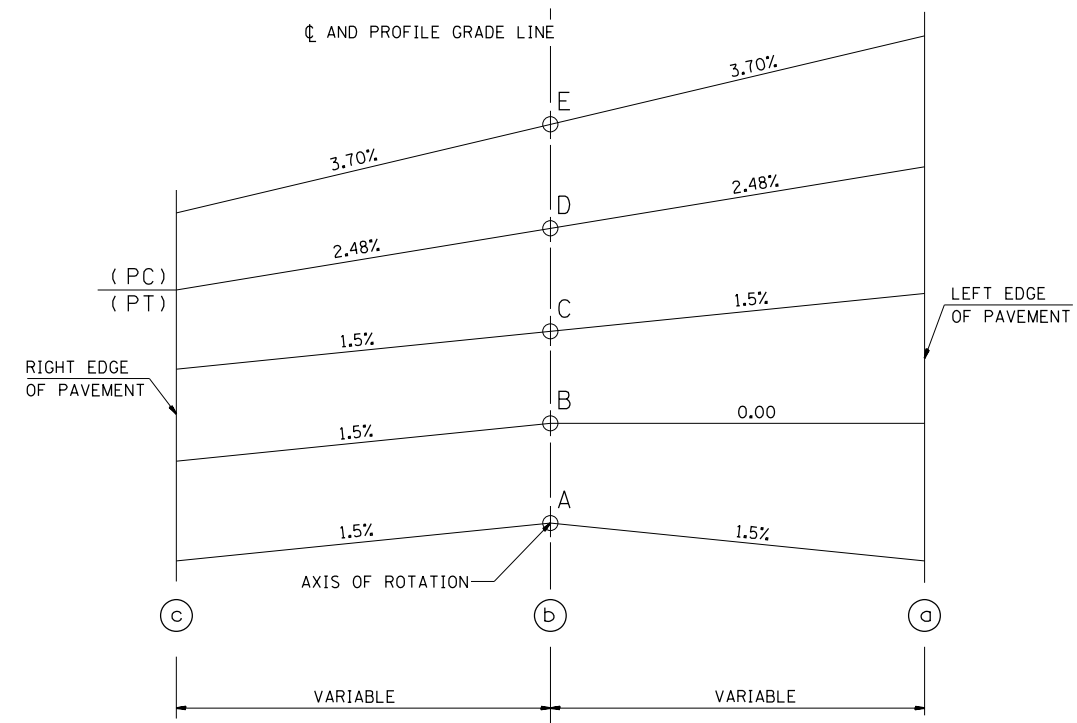 ℄ AND PROFILE GRADE LINE
3.70%
E
3.70%
2.48%
D
2.48%
(PC)
(PT)
1.5%
C
1.5%
LEFT EDGE
OF PAVEMENT
RIGHT EDGE
OF PAVEMENT
B
0.00
1.5%
A
1.5%
1.5%
AXIS OF ROTATION
c
b
a
VARIABLE
VARIABLE